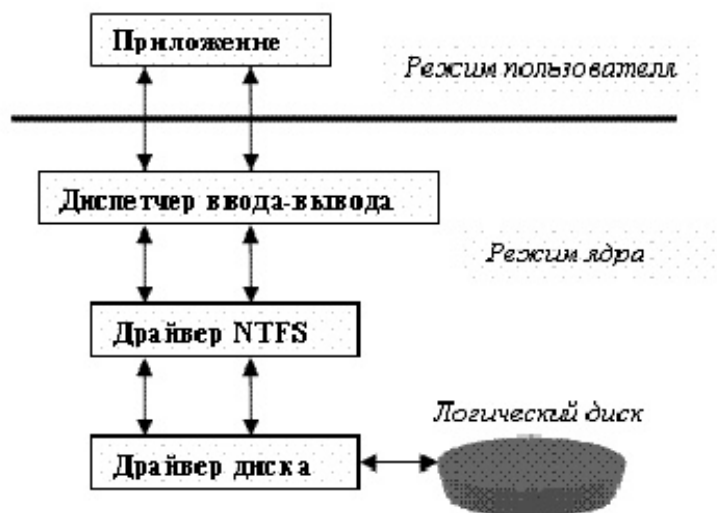 Приложение
Режим пользователя
Диспетчер ввода-вывода
Режим ядра
Драйвер NTFS
Логический диск
Драйвер диска